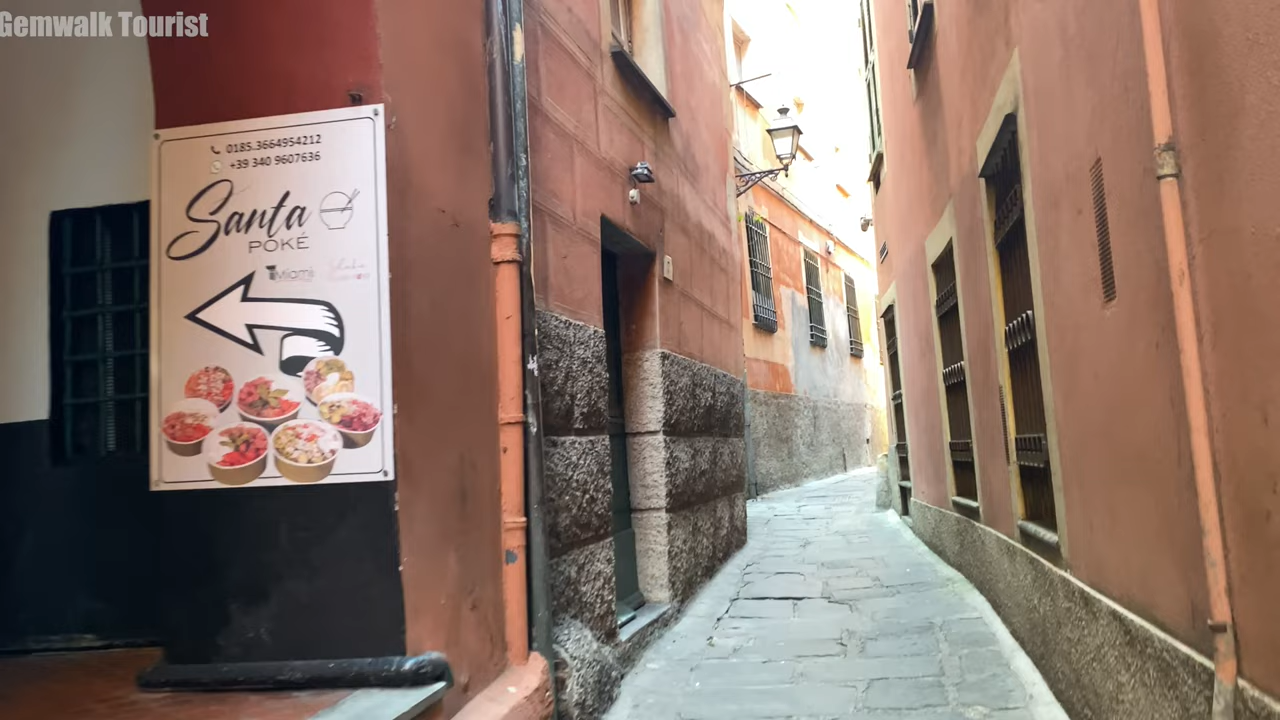 Gemwalk Tourist
0185.3664954212
+39 340 9607636
Santa
POKÉ
Miami